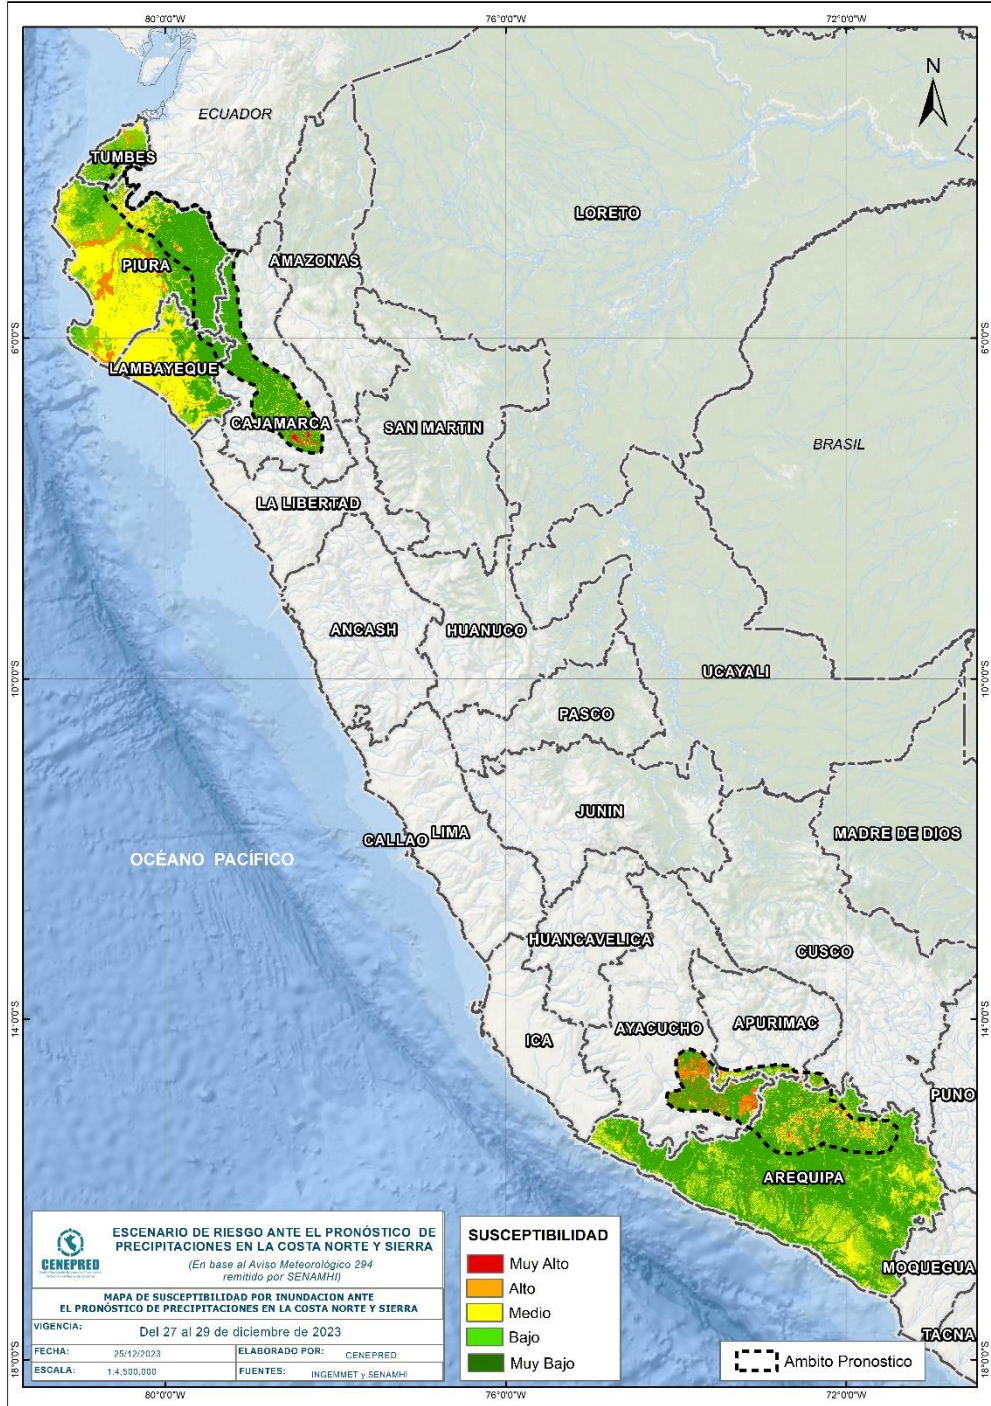 80°0'0"W
76°0'0"W
72°0'0"W
N
ECUADOR
TUMBES
LORETO
PIURA
AMAZONAS
6°0'0"S
6°0'0"S
LAMBAYEQUE
CAJAMARCA
SAN MARTIN
BRASIL
LA LIBERTAD
ANCASH
HUANUCO
UCAYALI
10°0'0"S
10°0'0"S
PASCO
JUNIN
CALLAO
LIMA
MADRE DE DIOS
OCÉANO PACÍFICO
HUANCAVELICA
CUSCO
14°0'0"S
14°0'0"S
ICA
AYACUCHO
APURIMAC
PUNO
AREQUIPA
MOQUEGUA
TACNA
18°0'0"S
18°0'0"S
CENEPRED
ESCENARIO DE RIESGO ANTE EL PRONÓSTICO DE
PRECIPITACIONES EN LA COSTA NORTE Y SIERRA
(En base al Aviso Meteorológico 294
remitido por SENAMHI)
MAPA DE SUSCEPTIBILIDAD POR INUNDACION ANTE
EL PRONÓSTICO DE PRECIPITACIONES EN LA COSTA NORTE Y SIERRA
VIGENCIA: Del 27 al 29 de diciembre de 2023
FECHA: 25/12/2023 ELABORADO POR: CENEPRED
ESCALA: 1:4,500,000 FUENTES: INGEMMET y SENAMHI
SUSCEPTIBILIDAD
Muy Alto
Alto
Medio
Bajo
Muy Bajo
Ambito Pronostico
80°0'0"W
76°0'0"W
72°0'0"W